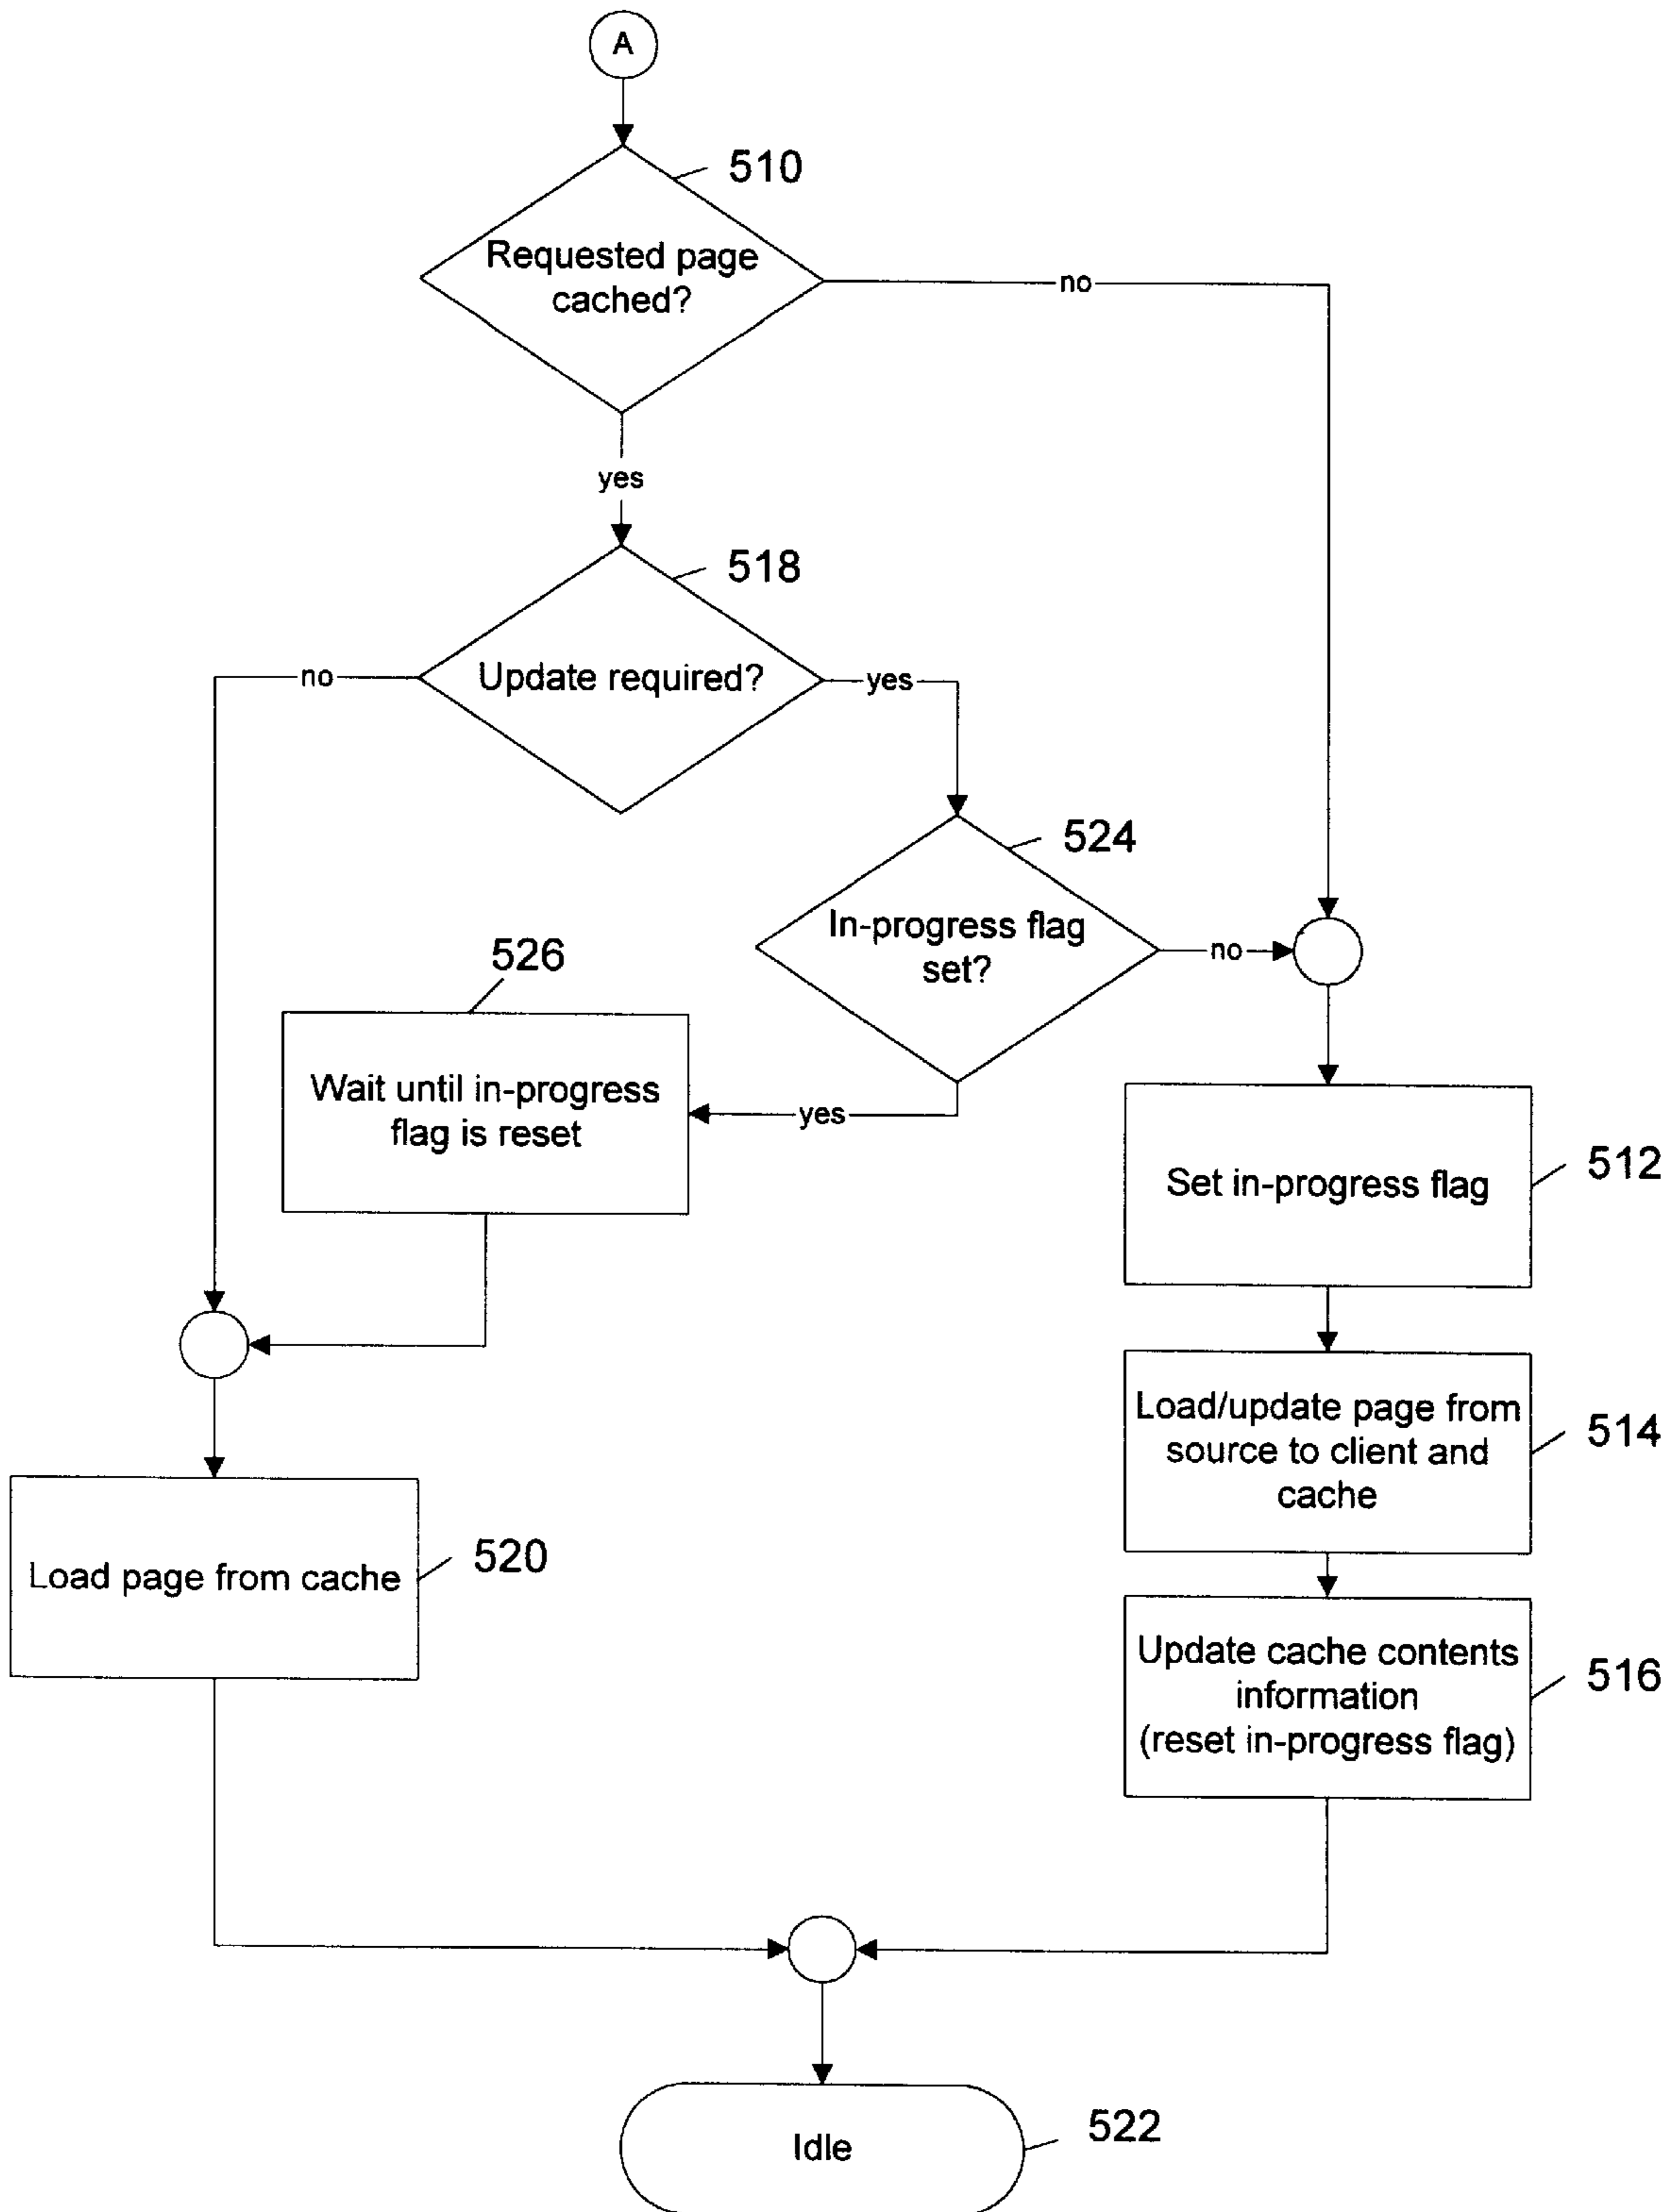 A
510
Requested page
cached?
no
yes
518
Update required?
no
yes
524
In-progress flag
set?
no
yes
526
Wait until in-progress
flag is reset
512
Set in-progress flag
514
Load/update page from
source to client and
cache
520
Load page from cache
516
Update cache contents
information
(reset in-progress flag)
522
Idle